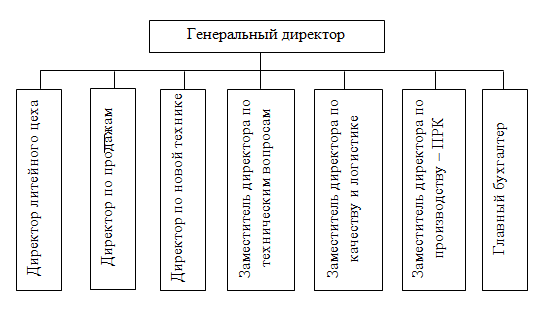 Генеральный директор
Директор литейного цеха
Директор по продажам
Директор по новой технике
Заместитель директора по
техническим вопросам
Заместитель директора по
качеству и логистике
Заместитель директора по
производству – ПРК
Главный бухгалтер